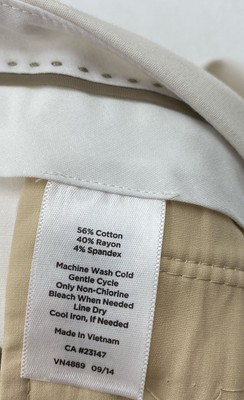 56% Cotton
40% Rayon
4% Spandex
Machine Wash Cold
Gentle Cycle
Only Non-Chlorine
Bleach When Needed
Line Dry
Cool Iron, If Needed
Made in Vietnam
CA #23147
VN4889 09/14